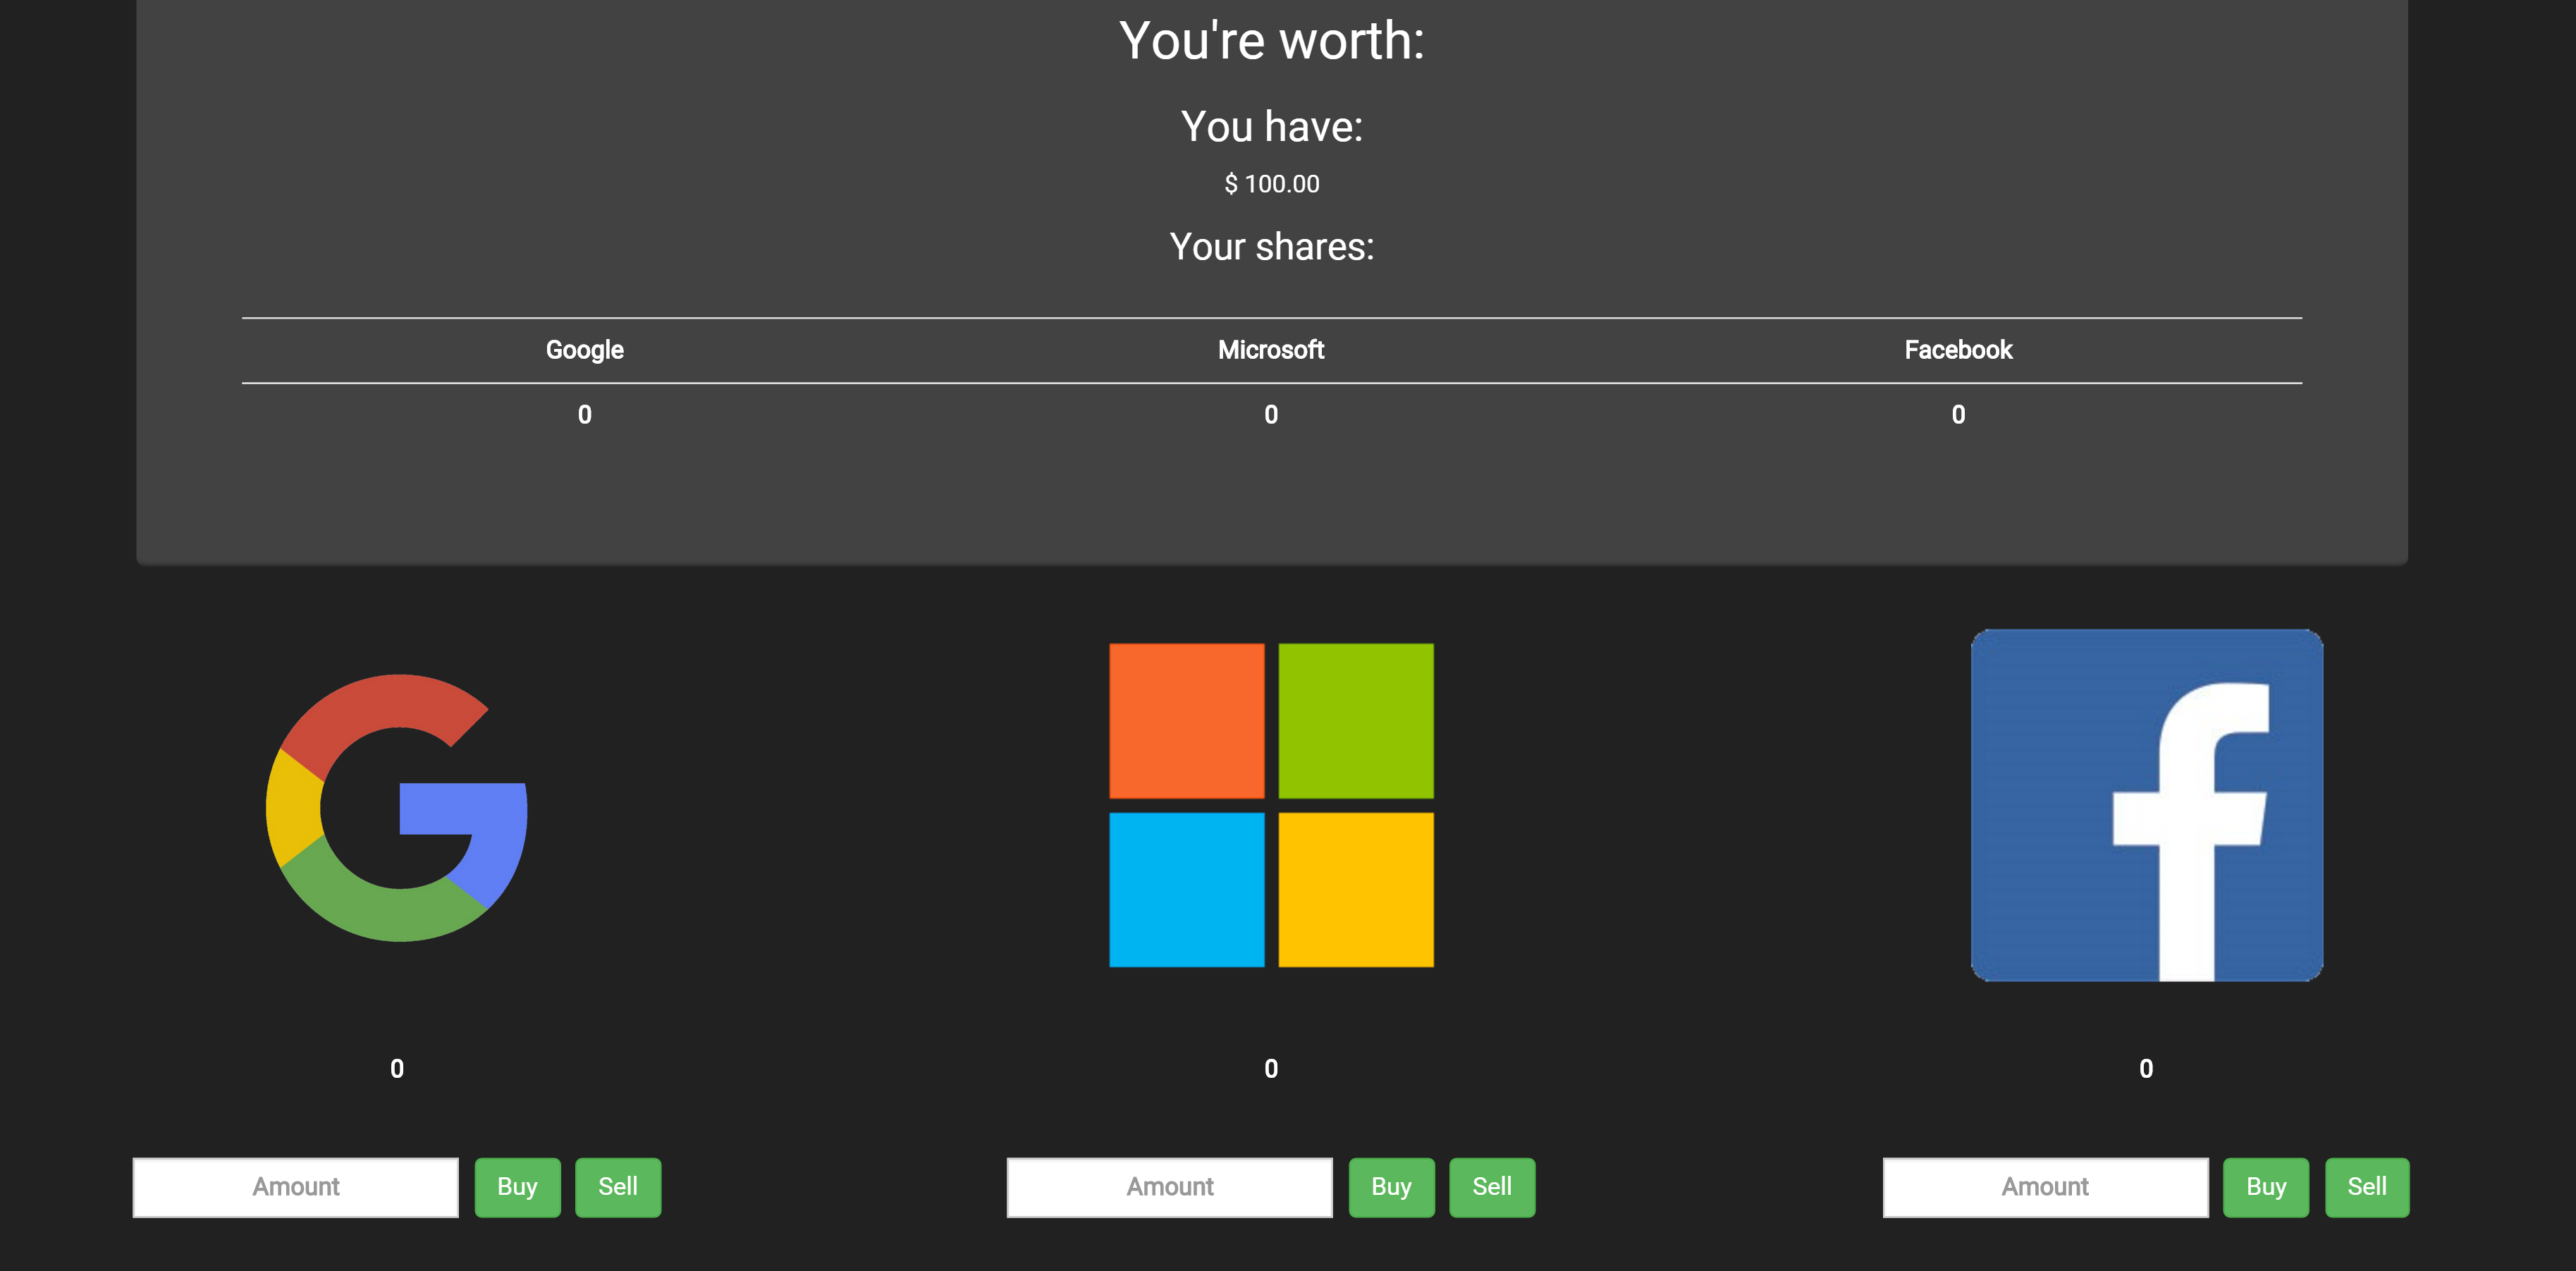 You're worth:
You have:
$ 100.00
Your shares:
Google Microsoft Facebook
0 0 0
0 0 0
Amount Buy Sell Amount Buy Sell Amount Buy Sell